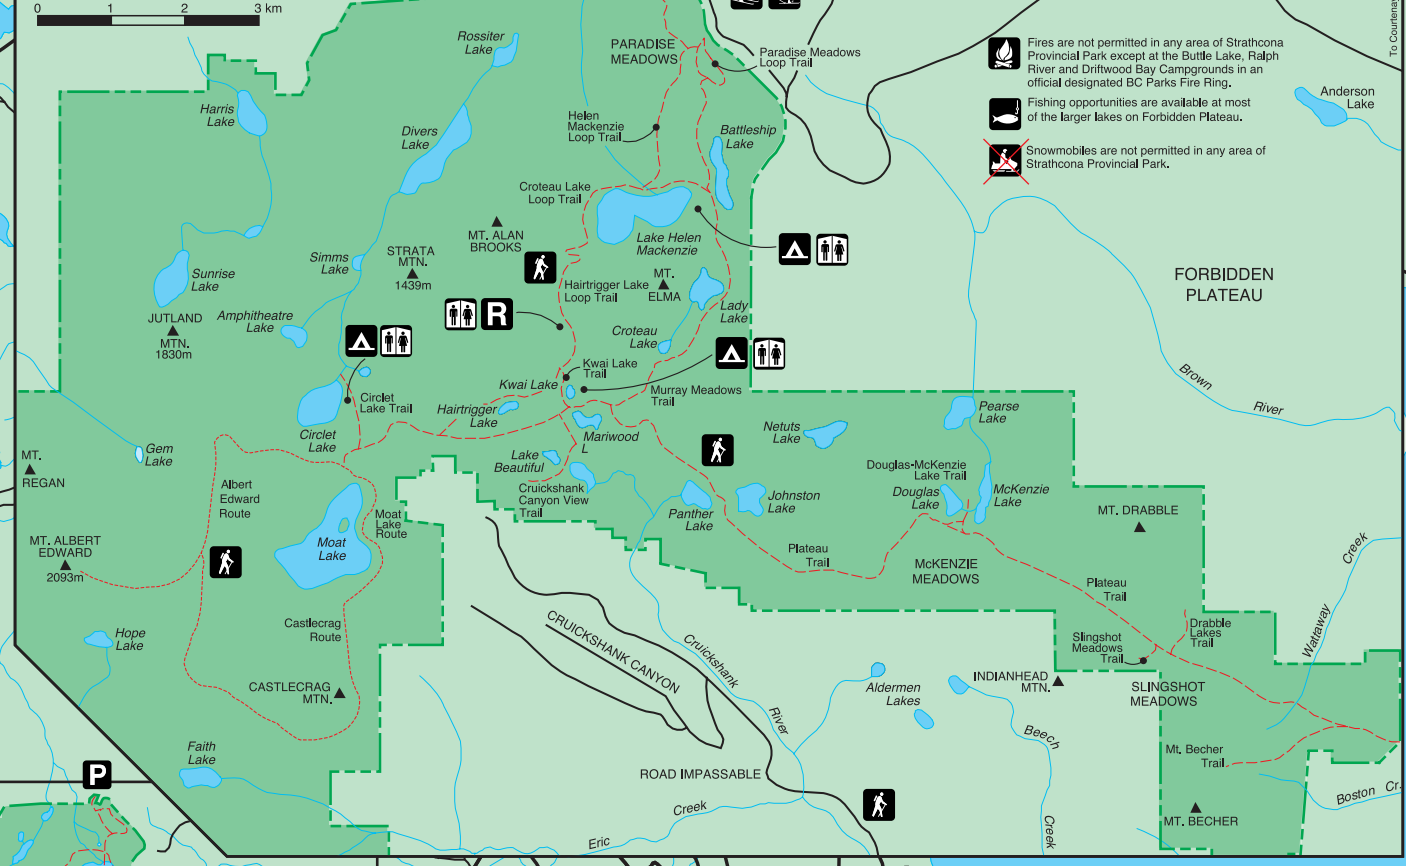 0 1 2 3 km
To Courtenay
Fires are not permitted in any area of Strathcona
Provincial Park except at the Buttle Lake, Ralph
River and Driftwood Bay Campgrounds in an
official designated BC Parks Fire Ring.
Fishing opportunities are available at most
of the larger lakes on Forbidden Plateau.
Snowmobiles are not permitted in any area of
Strathcona Provincial Park.
Anderson
Lake
Rossiter
Lake
PARADISE
MEADOWS
Paradise Meadows
Loop Trail
Harris
Lake
Divers
Lake
Helen
Mackenzie
Loop Trail
Battleship
Lake
Croteau Lake
Loop Trail
MT. ALAN
BROOKS
Lake Helen
Mackenzie
STRATA
MTN.
1439m
Simms
Lake
Sunrise
Lake
Hairtrigger Lake
Loop Trail
MT.
ELMA
FORBIDDEN
PLATEAU
JUTLAND
MTN.
1830m
Amphitheatre
Lake
R
Lady
Lake
Croteau
Lake
Kwai Lake
Trail
Kwai Lake
Murray Meadows
Trail
Brown
River
Circlet
Lake Trail
Hairtrigger
Lake
Circlet
Lake
Mariwood
L
Netuts
Lake
Pearse
Lake
Gem
Lake
MT.
REGAN
Lake
Beautiful
Cruickshank
Canyon View
Trail
Albert
Edward
Route
Moat
Lake
Route
Moat
Lake
Panther
Lake
Johnston
Lake
Douglas-McKenzie
Lake Trail
Douglas
Lake
McKenzie
Lake
MT. DRABBLE
MT. ALBERT
EDWARD
2093m
Plateau
Trail
McKENZIE
MEADOWS
Plateau
Trail
Wattaway
Creek
Hope
Lake
Castlecrag
Route
CRUICKSHANK CANYON
Cruickshank
River
Slingshot
Meadows
Trail
Drabble
Lakes
Trail
CASTLECRAG
MTN.
Aldermen
Lakes
INDIANHEAD
MTN.
SLINGSHOT
MEADOWS
Beech
Creek
Mt. Becher
Trail
Faith
Lake
P
ROAD IMPASSABLE
Boston Cr.
MT. BECHER
Eric
Creek